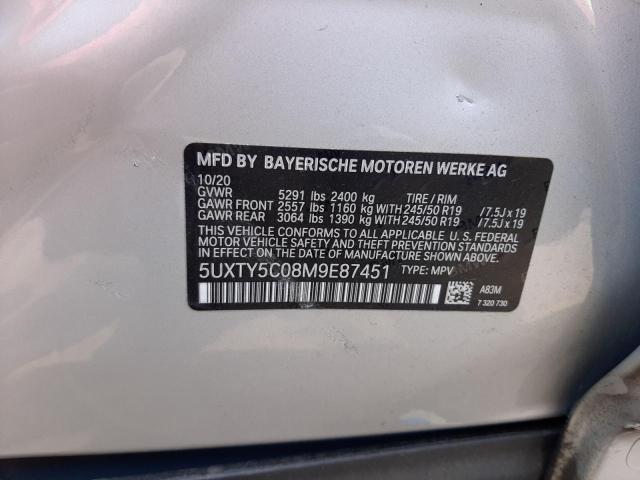 MFD BY BAYERISCHE MOTOREN WERKE AG
10/20
GVWR 5291 lbs 2400 kg TIRE / RIM
GAWR FRONT 2557 lbs 1160 kg WITH 245/50 R19 /7.5J x 19
GAWR REAR 3064 lbs 1390 kg WITH 245/50 R19 /7.5J x 19
THIS VEHICLE CONFORMS TO ALL APPLICABLE U.S. FEDERAL
MOTOR VEHICLE SAFETY AND THEFT PREVENTION STANDARDS
IN EFFECT ON THE DATE OF MANUFACTURE SHOWN ABOVE.
5UXTY5C08M9E87451 TYPE: MPV
A83M
7 320 730